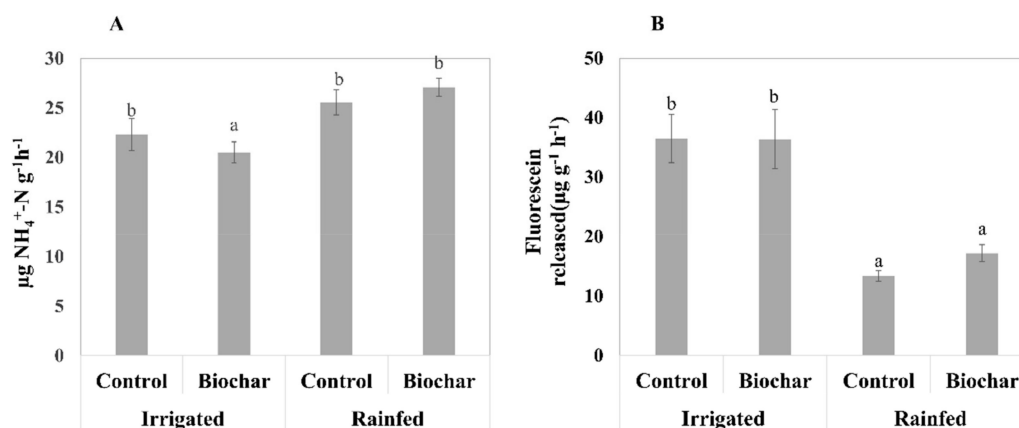 A
30
25
20
15
10
5
0
µg NH₄⁺-N g⁻¹h⁻¹
b
a
b
b
Control Biochar Control Biochar
Irrigated Rainfed
B
50
40
30
20
10
0
Fluorescein
released(µg g⁻¹ h⁻¹)
b
b
a
a
Control Biochar Control Biochar
Irrigated Rainfed